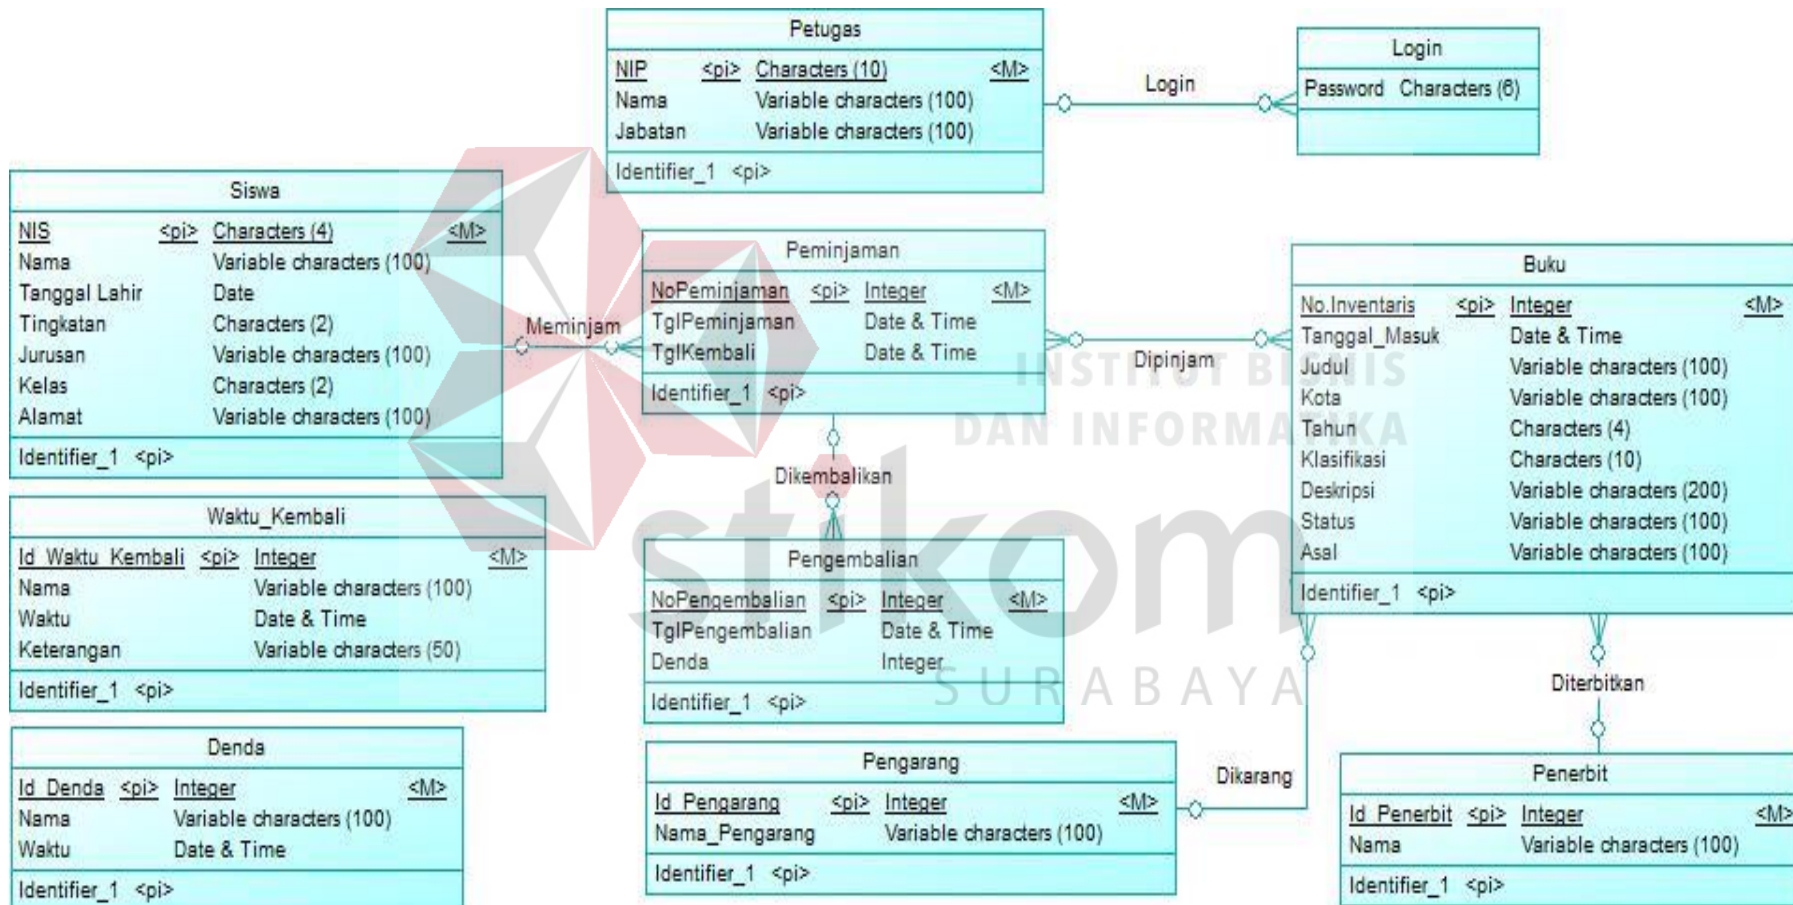 Petugas
NIP <pi> Characters (10) <M>
Nama Variable characters (100)
Jabatan Variable characters (100)
Identifier_1 <pi>
Login
Login
Password Characters (6)
Siswa
NIS <pi> Characters (4) <M>
Nama Variable characters (100)
Tanggal Lahir Date
Tingkatan Characters (2)
Jurusan Variable characters (100)
Kelas Characters (2)
Alamat Variable characters (100)
Identifier_1 <pi>
Meminjam
Peminjaman
NoPeminjaman <pi> Integer <M>
TglPeminjaman Date & Time
TglKembali Date & Time
Identifier_1 <pi>
Dipinjam
Buku
No.Inventaris <pi> Integer <M>
Tanggal_Masuk Date & Time
Judul Variable characters (100)
Kota Variable characters (100)
Tahun Characters (4)
Klasifikasi Characters (10)
Deskripsi Variable characters (200)
Status Variable characters (100)
Asal Variable characters (100)
Identifier_1 <pi>
INSTITUT BISNIS
DAN INFORMATIKA
stikom
SURABAYA
Dikembalikan
Waktu_Kembali
Id_Waktu_Kembali <pi> Integer <M>
Nama Variable characters (100)
Waktu Date & Time
Keterangan Variable characters (50)
Identifier_1 <pi>
Pengembalian
NoPengembalian <pi> Integer <M>
TglPengembalian Date & Time
Denda Integer
Identifier_1 <pi>
Diterbitkan
Denda
Id_Denda <pi> Integer <M>
Nama Variable characters (100)
Waktu Date & Time
Identifier_1 <pi>
Pengarang
Id_Pengarang <pi> Integer <M>
Nama_Pengarang Variable characters (100)
Identifier_1 <pi>
Dikarang
Penerbit
Id_Penerbit <pi> Integer <M>
Nama Variable characters (100)
Identifier_1 <pi>